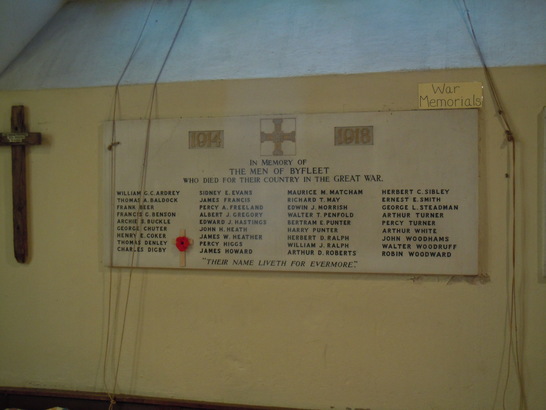 War
Memorials
1914 1918
IN MEMORY OF
THE MEN OF BYFLEET
WHO DIED FOR THEIR COUNTRY IN THE GREAT WAR.
WILLIAM G.C. ARDREY
THOMAS A. BALDOCK
FRANK BEER
FRANCIS G. BENSON
ARCHIE S. BUCKLE
GEORGE. CHUTER
HENRY E. COKER
THOMAS DENLEY
CHARLES DIGBY
SIDNEY E. EVANS
JAMES FRANCIS
PERCY A. FREELAND
ALBERT J. GREGORY
EDWARD J. HASTINGS
JOHN H. HEATH
JAMES W. HEATHER
PERCY HIGGS
JAMES HOWARD
MAURICE M. MATCHAM
RICHARD T. MAY
EDWIN J. MORRISH
WALTER T. PENFOLD
BERTRAM E. PUNTER
HARRY PUNTER
HERBERT D. RALPH
WILLIAM J. RALPH
ARTHUR D. ROBERTS
HERBERT C. SIBLEY
ERNEST E. SMITH
GEORGE L. STEADMAN
ARTHUR TURNER
PERCY TURNER
ARTHUR WHITE
JOHN WOODHAMS
WALTER WOODRUFF
ROBIN WOODWARD
"THEIR NAME LIVETH FOR EVERMORE."